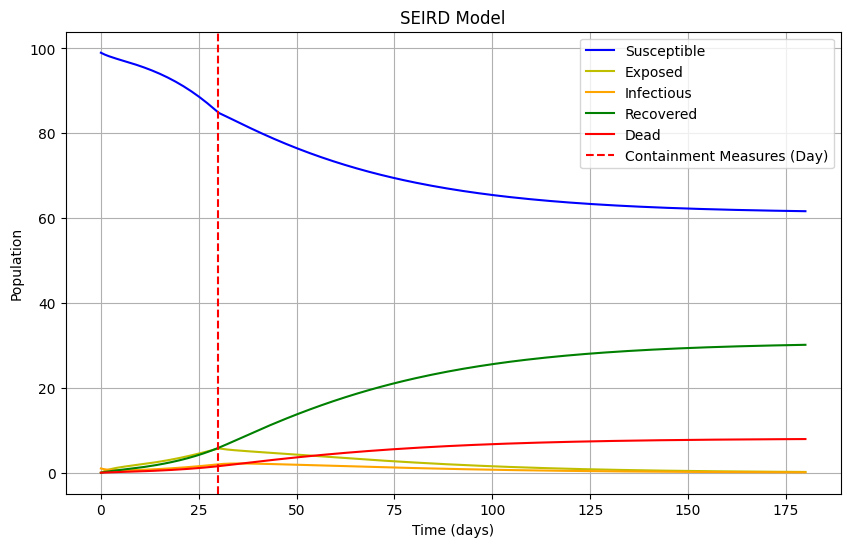 SEIRD Model
Susceptible
Exposed
Infectious
Recovered
Dead
Containment Measures (Day)
Population
100
80
60
40
20
0
0 25 50 75 100 125 150 175
Time (days)